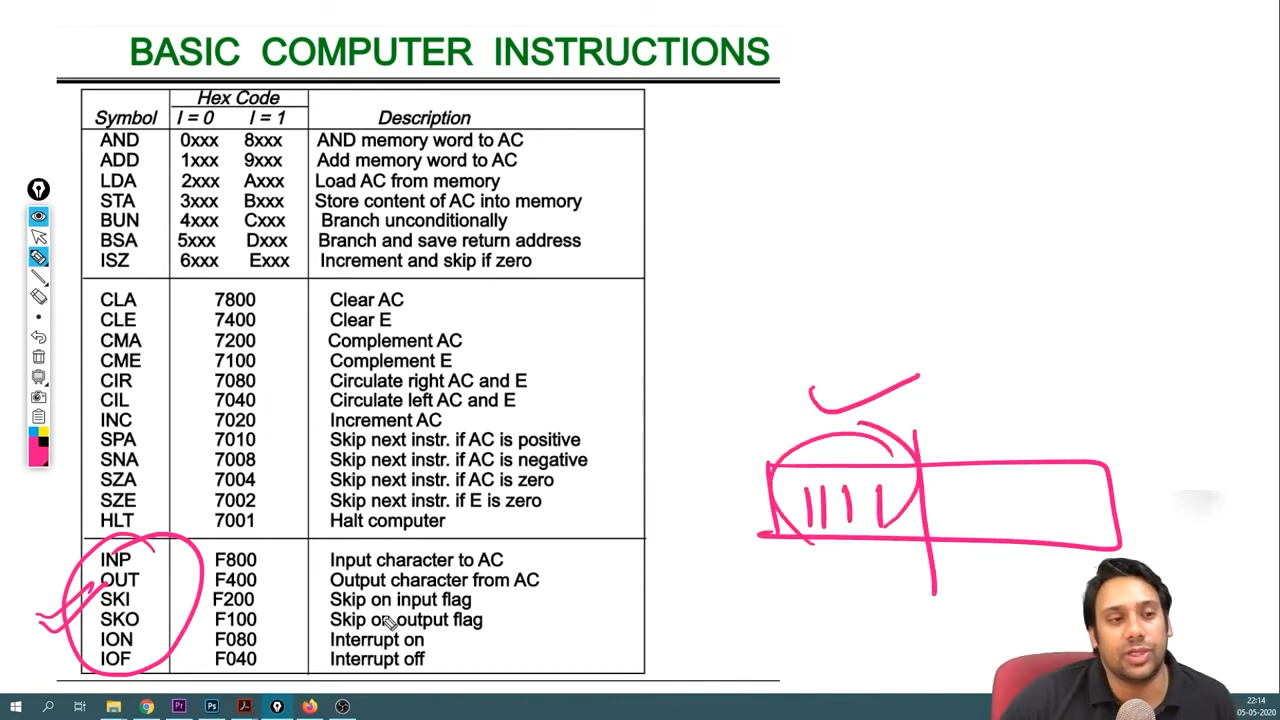 BASIC COMPUTER INSTRUCTIONS
Hex Code
Symbol I = 0 I = 1 Description
AND 0xxx 8xxx AND memory word to AC
ADD 1xxx 9xxx Add memory word to AC
LDA 2xxx Axxx Load AC from memory
STA 3xxx Bxxx Store content of AC into memory
BUN 4xxx Cxxx Branch unconditionally
BSA 5xxx Dxxx Branch and save return address
ISZ 6xxx Exxx Increment and skip if zero
CLA 7800 Clear AC
CLE 7400 Clear E
CMA 7200 Complement AC
CME 7100 Complement E
CIR 7080 Circulate right AC and E
CIL 7040 Circulate left AC and E
INC 7020 Increment AC
SPA 7010 Skip next instr. if AC is positive
SNA 7008 Skip next instr. if AC is negative
SZA 7004 Skip next instr. if AC is zero
SZE 7002 Skip next instr. if E is zero
HLT 7001 Halt computer
INP F800 Input character to AC
OUT F400 Output character from AC
SKI F200 Skip on input flag
SKO F100 Skip on output flag
ION F080 Interrupt on
IOF F040 Interrupt off
1111
Pr Ps
22:14
05-05-2020